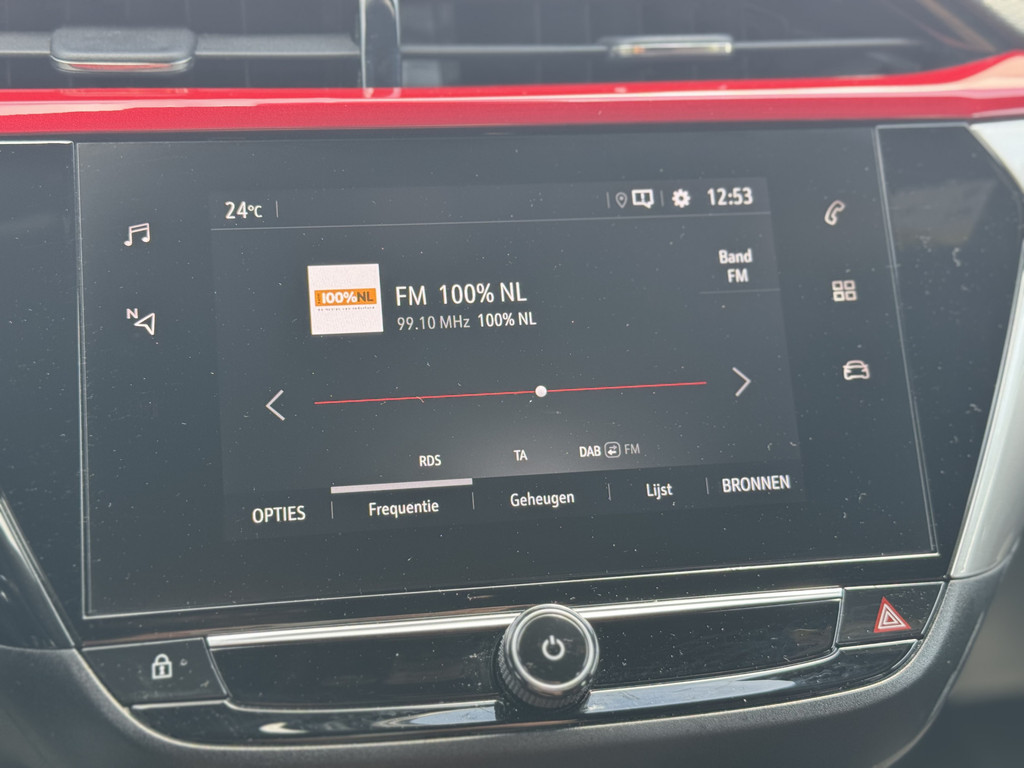 24°C
12:53
N
Band
FM
100%NL
FM 100% NL
99.10 MHz 100% NL
RDS TA DAB FM
OPTIES Frequentie Geheugen Lijst BRONNEN